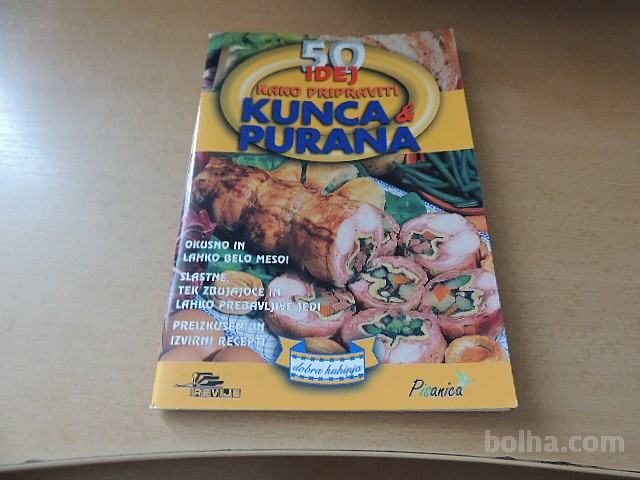 50
IDEJ
KAKO PRIPRAVITI
KUNCA &
PURANA
OKUSNO IN
LAHKO BELO MESO!
SLASTNE,
TEK ZBUJAJOČE IN
LAHKO PREBAVLJIVE JEDI
PREIZKUŠENI IN
IZVIRNI RECEPTI
dobra kuhinja
REVIJE
Pisanica
bolha.com